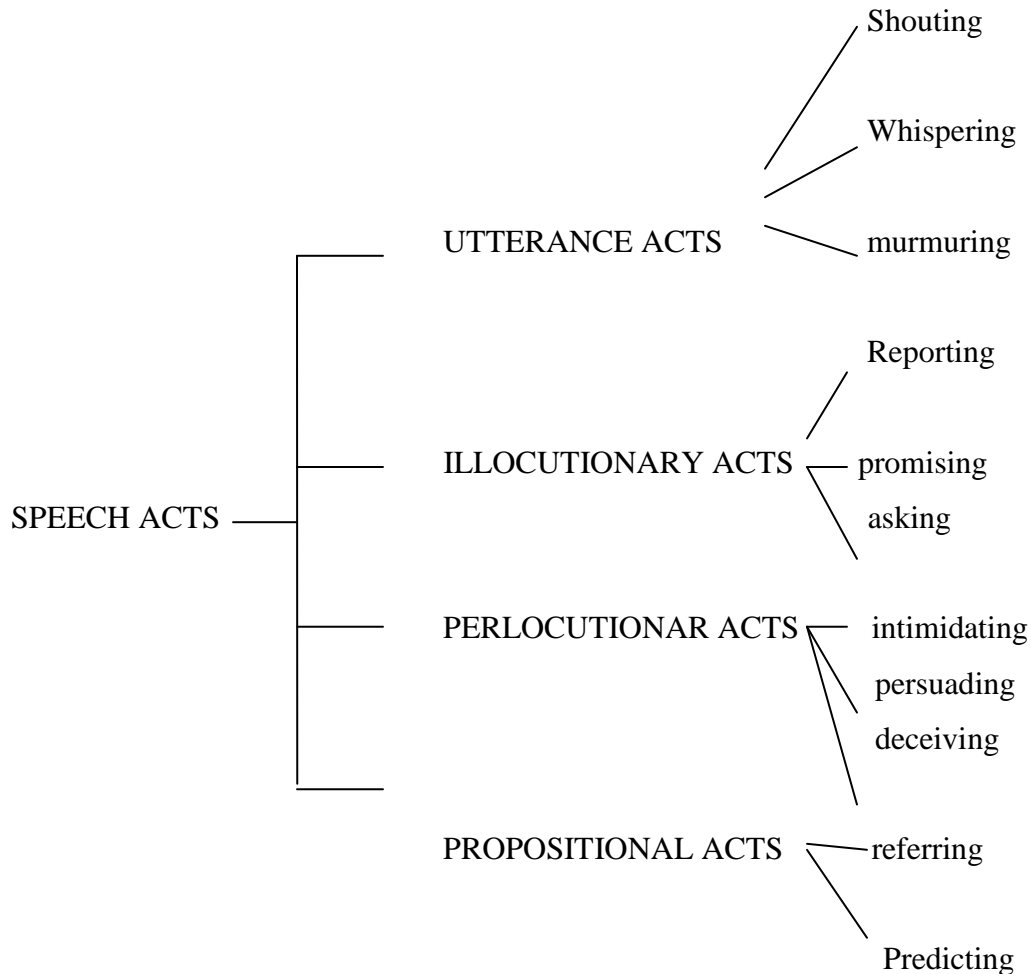 Shouting
Whispering
UTTERANCE ACTS
murmuring
Reporting
ILLOCUTIONARY ACTS
promising
SPEECH ACTS
asking
PERLOCUTIONAR ACTS
intimidating
persuading
deceiving
PROPOSITIONAL ACTS
referring
Predicting